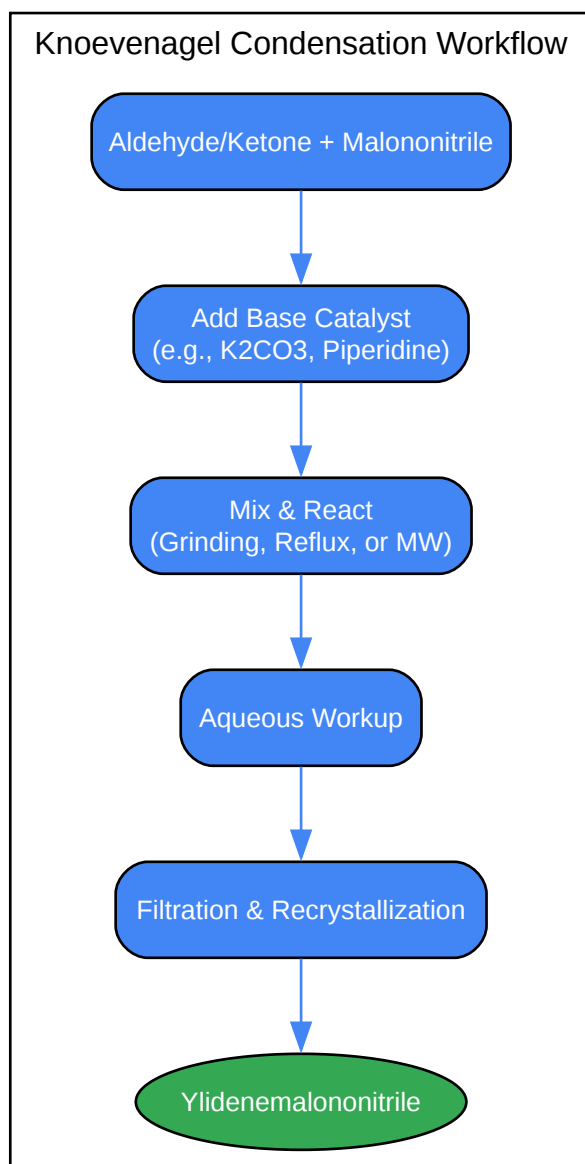 Knoevenagel Condensation Workflow
Aldehyde/Ketone + Malononitrile
Add Base Catalyst
(e.g., K2CO3, Piperidine)
Mix & React
(Grinding, Reflux, or MW)
Aqueous Workup
Filtration & Recrystallization
Ylidenemalononitrile